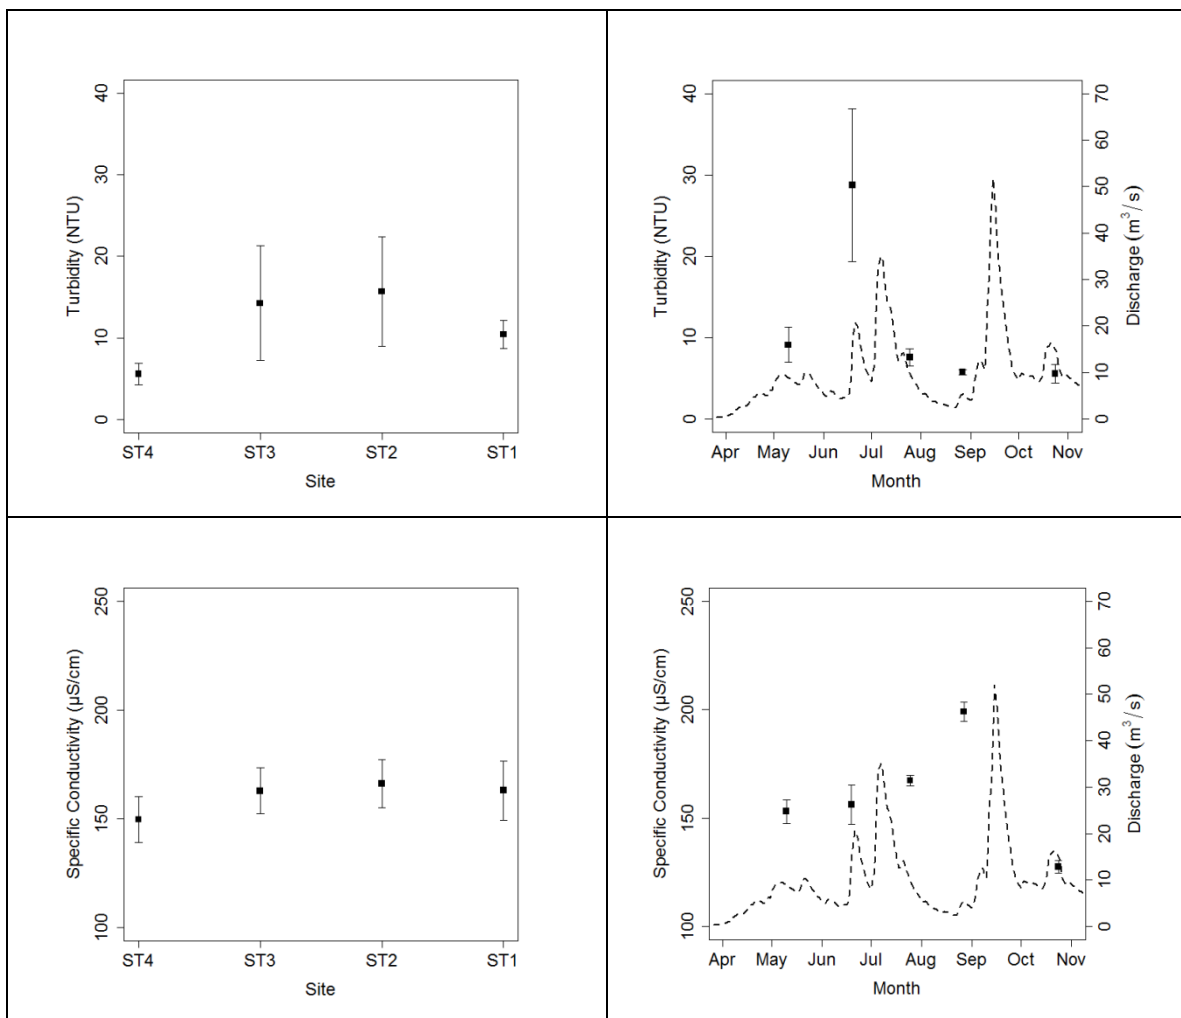 Turbidity (NTU)
40
30
20
10
0
ST4 ST3 ST2 ST1
Site
Turbidity (NTU)
40
30
20
10
0
Discharge (m³/s)
70
60
50
40
30
20
10
0
Apr May Jun Jul Aug Sep Oct Nov
Month
Specific Conductivity (µS/cm)
250
200
150
100
ST4 ST3 ST2 ST1
Site
Specific Conductivity (µS/cm)
250
200
150
100
Discharge (m³/s)
70
60
50
40
30
20
10
0
Apr May Jun Jul Aug Sep Oct Nov
Month